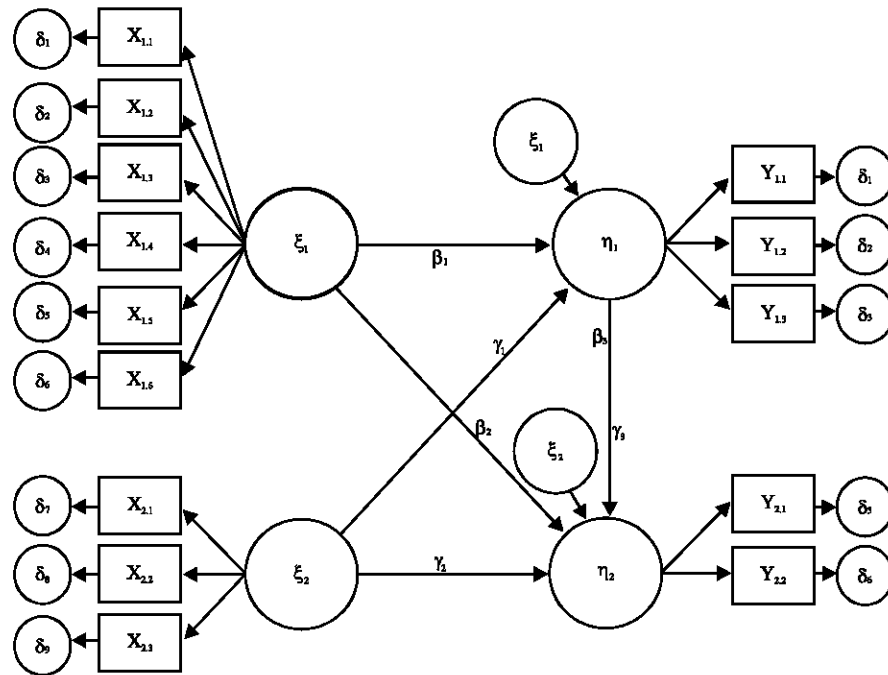 δ₁ X₁.₁
δ₂ X₁.₂
δ₃ X₁.₃
δ₄ X₁.₄
δ₅ X₁.₅
δ₆ X₁.₆
ξ₁
β₁
ξ₁
η₁
Y₁.₁ δ₁
Y₁.₂ δ₂
Y₁.₃ δ₃
γ₁
β₃
β₂
γ₃
ξ₂
δ₇ X₂.₁
δ₈ X₂.₂
δ₉ X₂.₃
ξ₂
γ₂
η₂
Y₂.₁ δ₅
Y₂.₂ δ₆